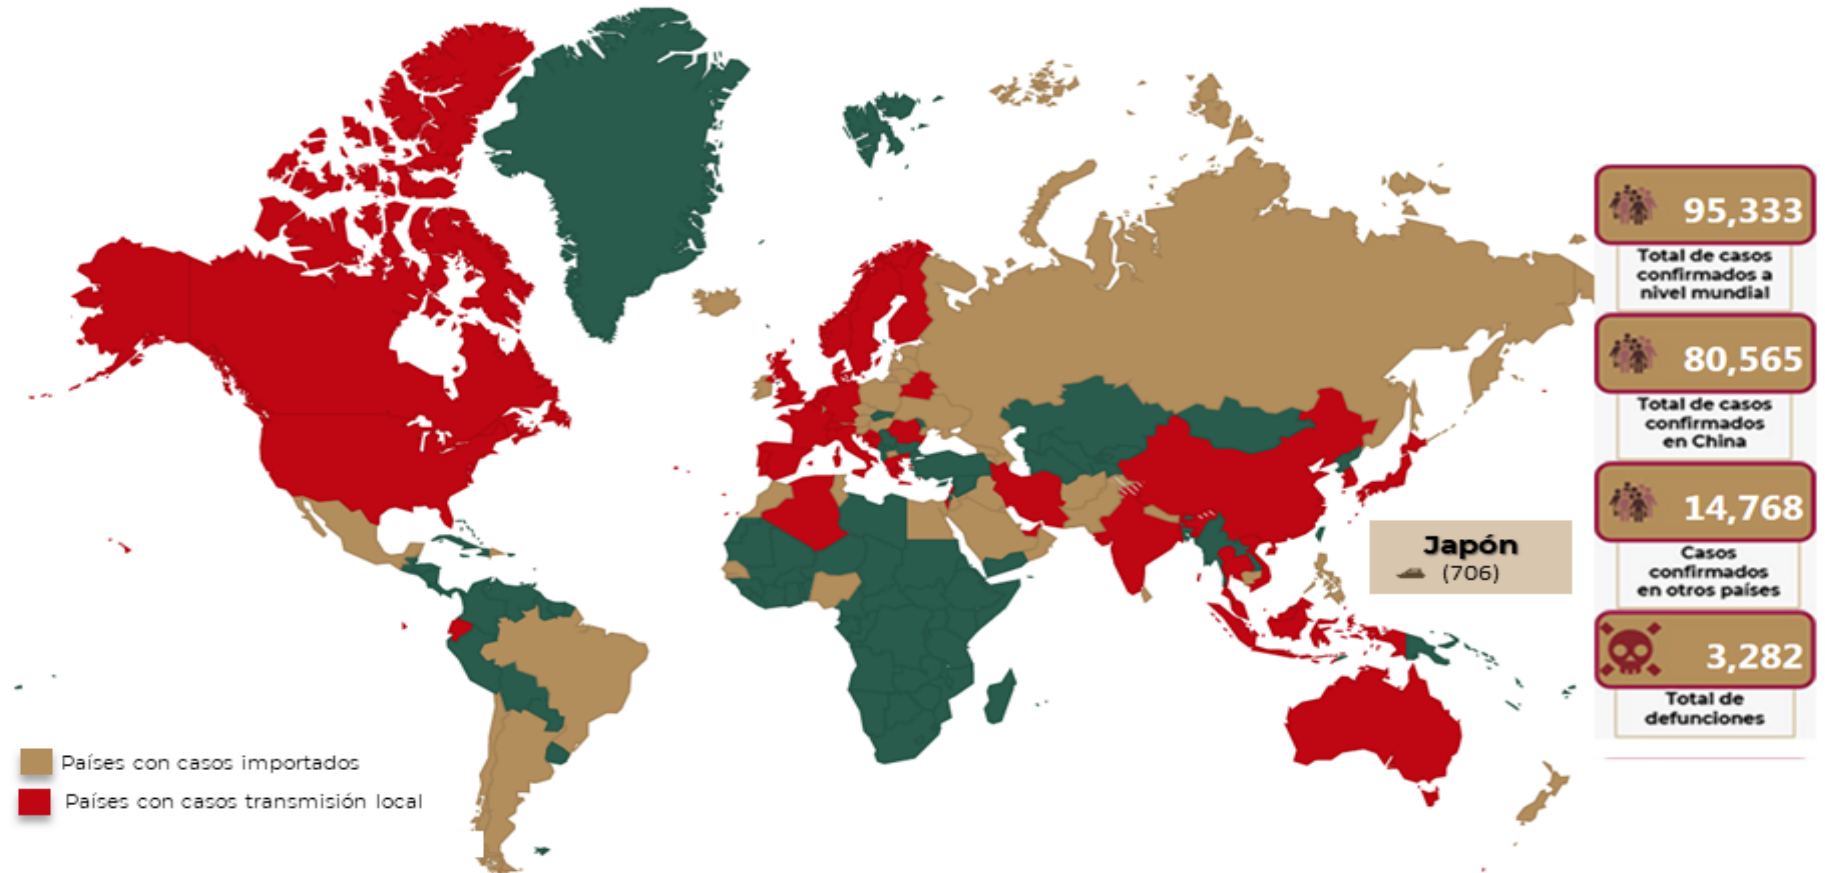 95,333
Total de casos
confirmados a
nivel mundial
80,565
Total de casos
confirmados
en China
14,768
Casos
confirmados
en otros países
3,282
Total de
defunciones
Japón
(706)
Países con casos importados
Países con casos transmisión local